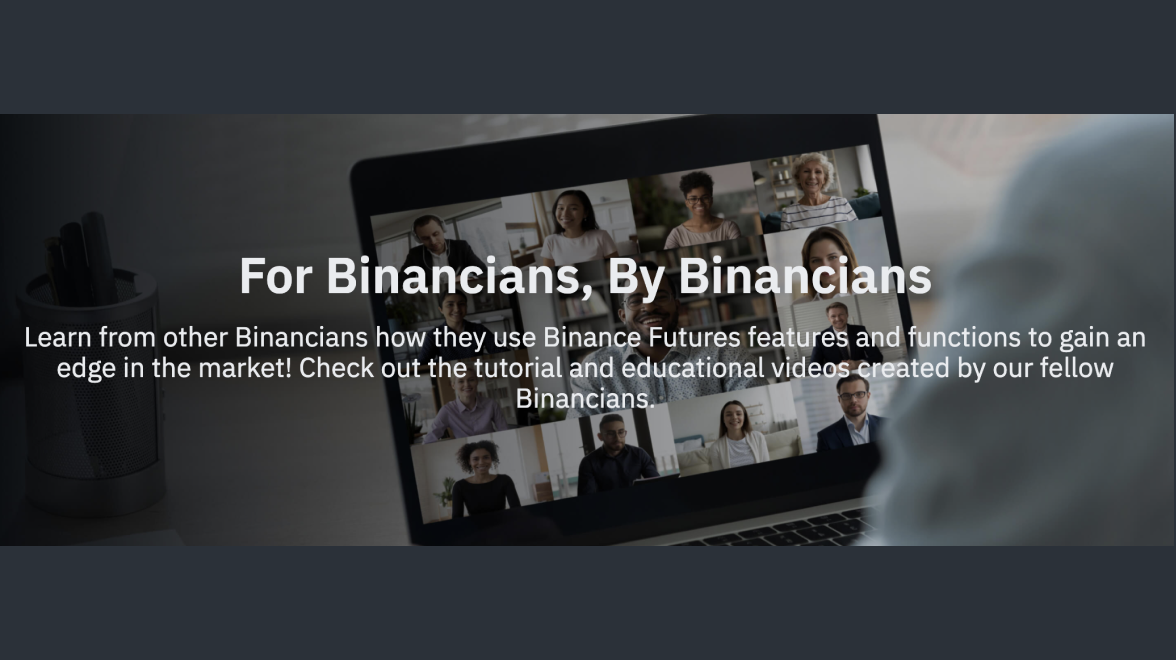 For Binancians, By Binancians
Learn from other Binancians how they use Binance Futures features and functions to gain an
edge in the market! Check out the tutorial and educational videos created by our fellow
Binancians.